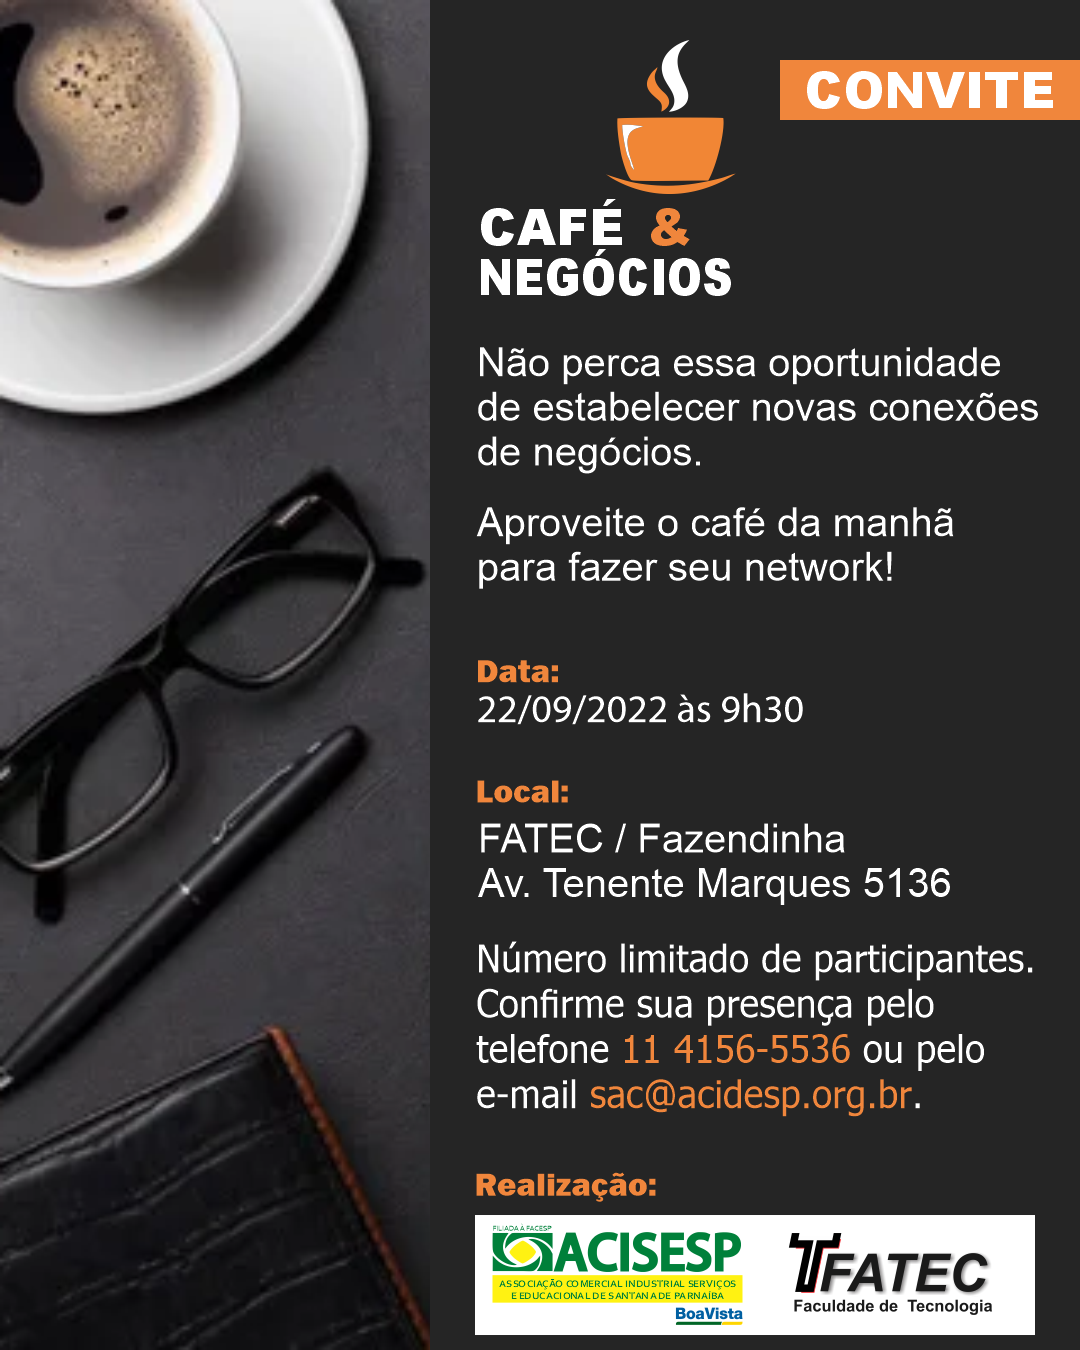 CONVITE
CAFÉ &
NEGÓCIOS
Não perca essa oportunidade
de estabelecer novas conexões
de negócios.
Aproveite o café da manhã
para fazer seu network!
Data:
22/09/2022 às 9h30
Local:
FATEC / Fazendinha
Av. Tenente Marques 5136
Número limitado de participantes.
Confirme sua presença pelo
telefone 11 4156-5536 ou pelo
e-mail sac@acidesp.org.br.
Realização:
FILIADA À FACESP
ACISESP
ASSOCIAÇÃO COMERCIAL INDUSTRIAL SERVIÇOS
E EDUCACIONAL DE SANTANA DE PARNAÍBA
BoaVista
FATEC
Faculdade de Tecnologia